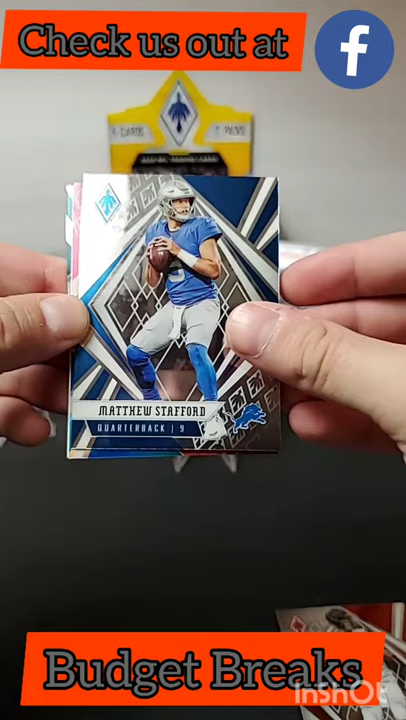 Check us out at
f
MATTHEW STAFFORD
QUARTERBACK | 9
Budget Breaks
InShOt